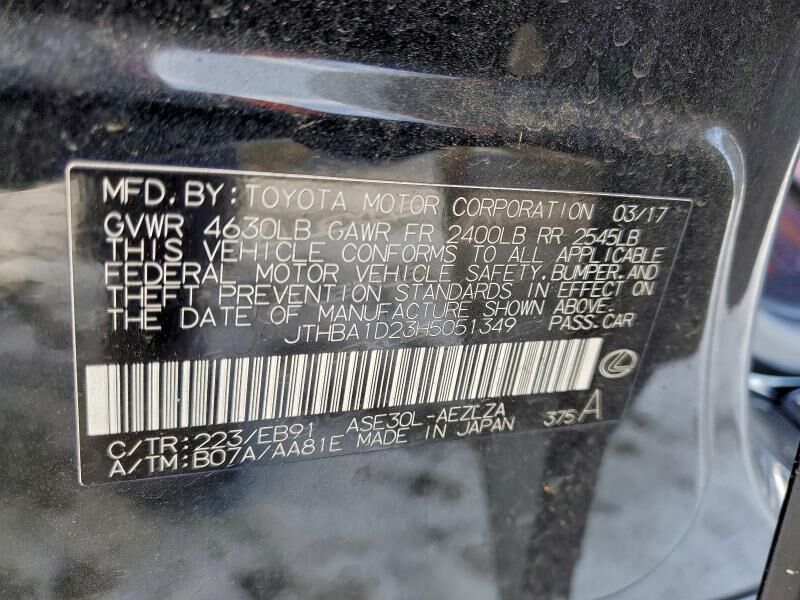 MFD. BY: TOYOTA MOTOR CORPORATION 03/17
GVWR 4630LB GAWR FR 2400LB RR 2545LB
THIS VEHICLE CONFORMS TO ALL APPLICABLE
FEDERAL MOTOR VEHICLE SAFETY, BUMPER, AND
THEFT PREVENTION STANDARDS IN EFFECT ON
THE DATE OF MANUFACTURE SHOWN ABOVE.
JTHBA1D23H5051349 PASS. CAR
C/TR: 223/EB91 ASE30L-AEZLZA 375 A
A/TM: B07A/AA81E MADE IN JAPAN